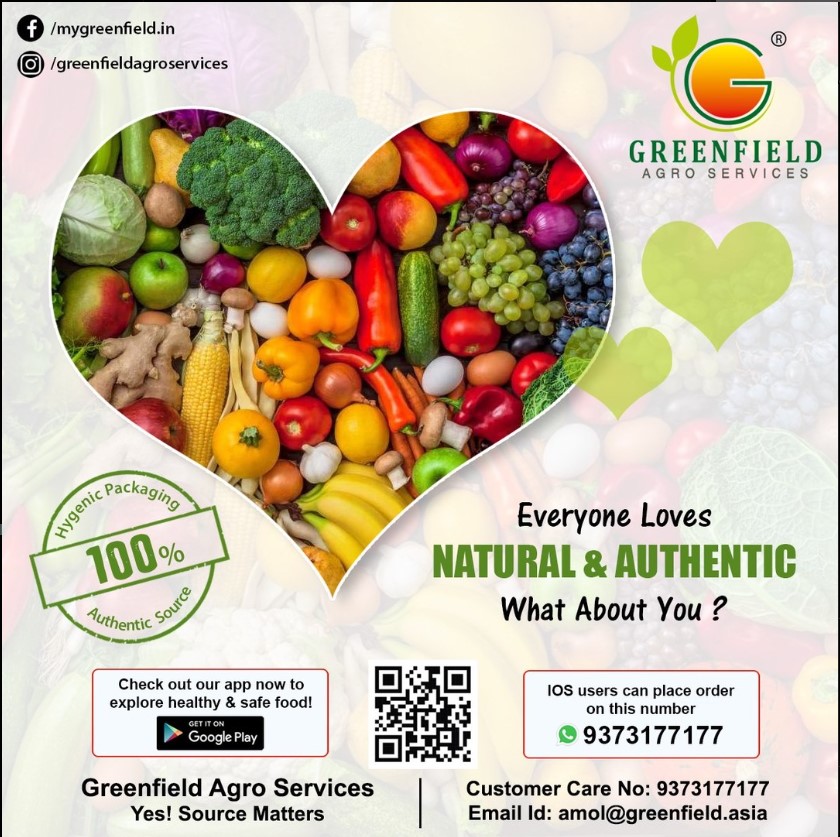 /mygreenfield.in
/greenfieldagroservices
®
GREENFIELD
AGRO SERVICES
Hygenic Packaging
100%
Authentic Source
Everyone Loves
NATURAL & AUTHENTIC
What About You ?
Check out our app now to
explore healthy & safe food!
GET IT ON
Google Play
IOS users can place order
on this number
9373177177
Greenfield Agro Services
Yes! Source Matters
Customer Care No: 9373177177
Email Id: amol@greenfield.asia